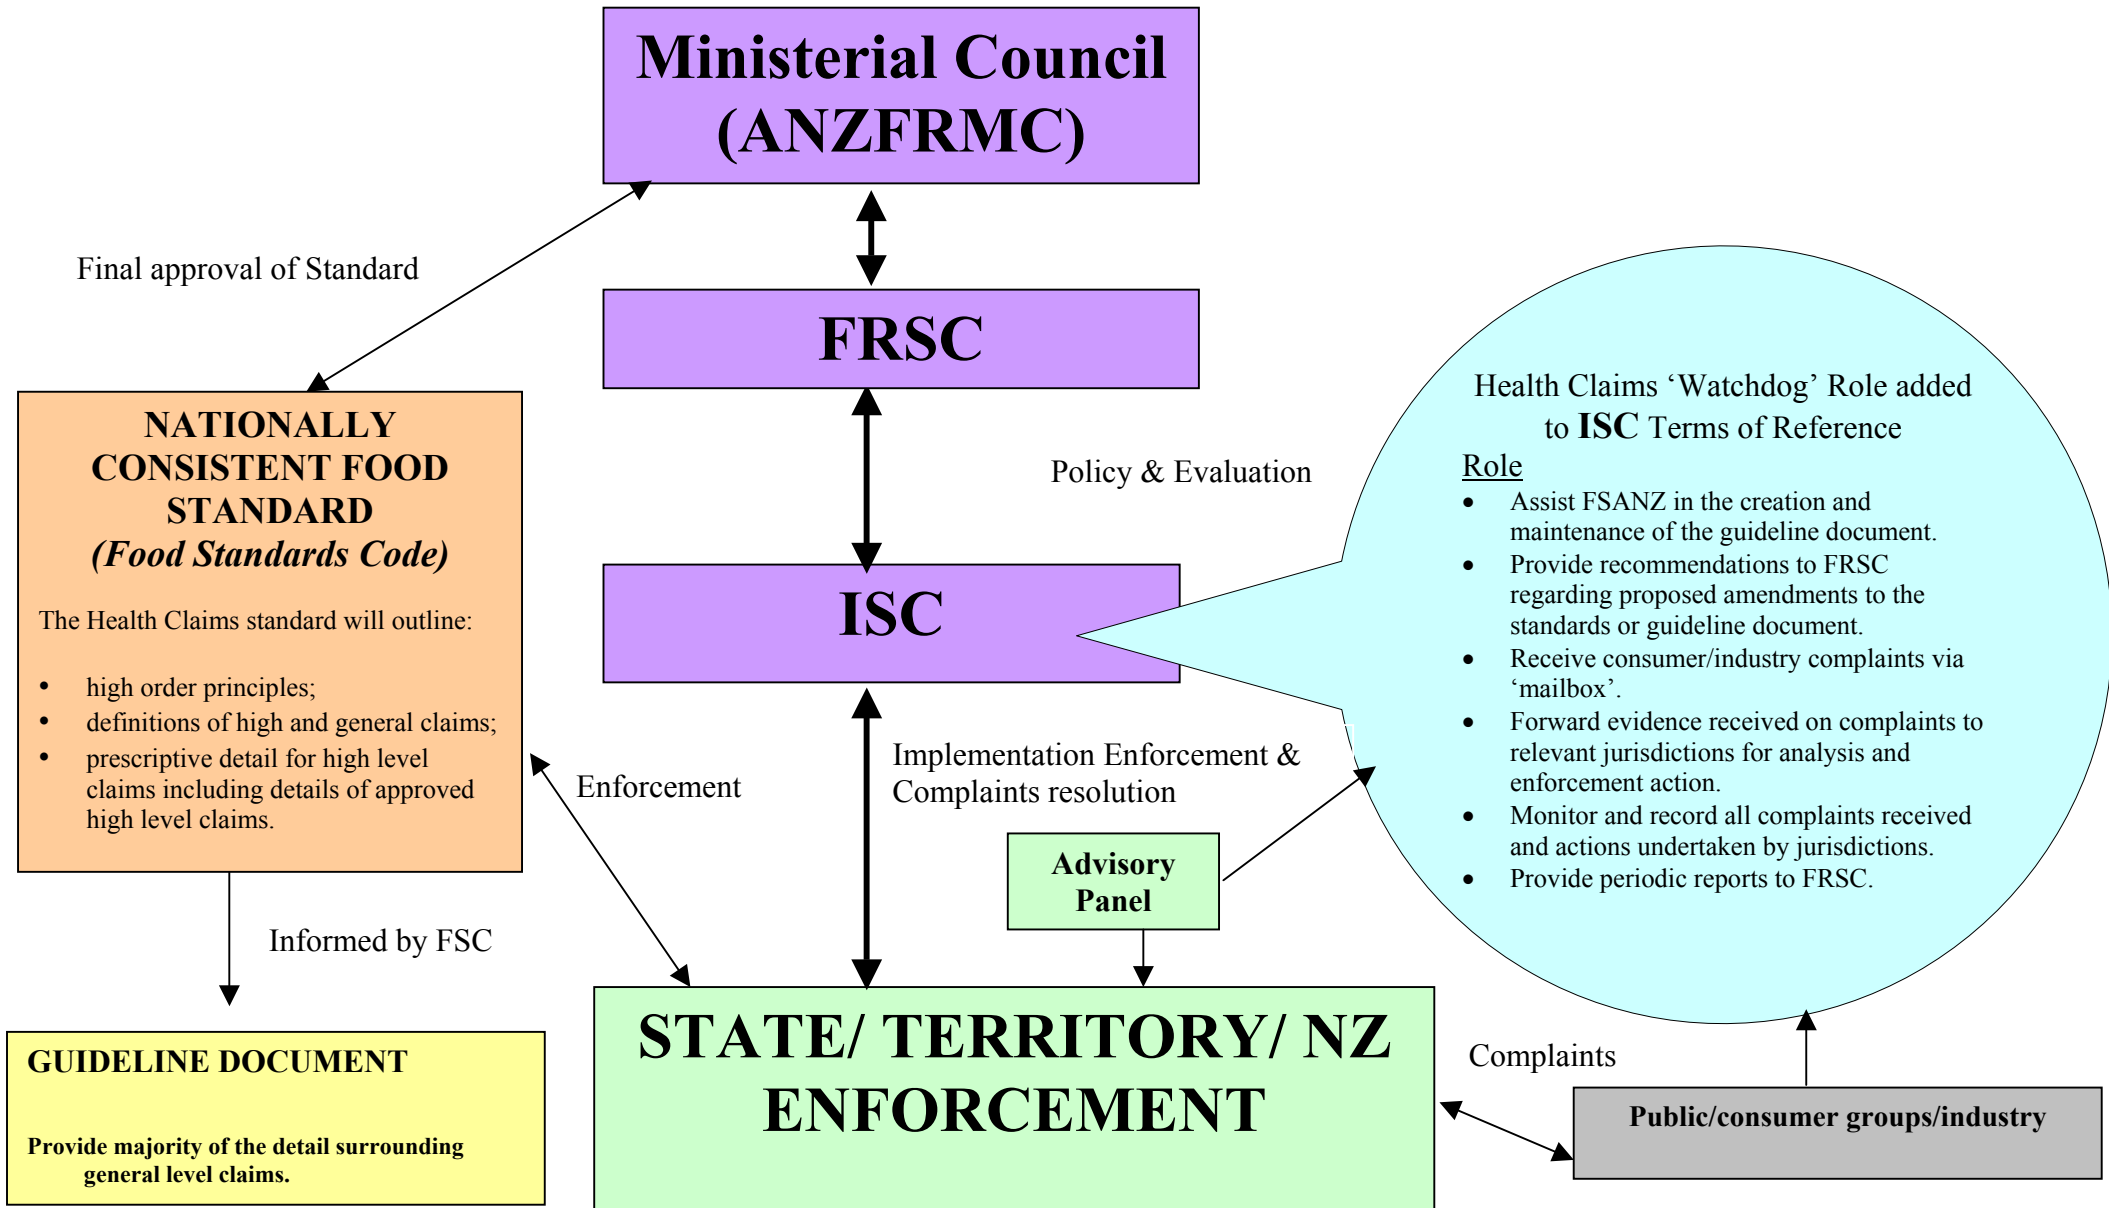 Ministerial Council
(ANZFRMC)
Final approval of Standard
FRSC
NATIONALLY
CONSISTENT FOOD
STANDARD
(Food Standards Code)
The Health Claims standard will outline:
• high order principles;
• definitions of high and general claims;
• prescriptive detail for high level
claims including details of approved
high level claims.
Policy & Evaluation
ISC
Health Claims ‘Watchdog’ Role added
to ISC Terms of Reference
Role
• Assist FSANZ in the creation and
maintenance of the guideline document.
• Provide recommendations to FRSC
regarding proposed amendments to the
standards or guideline document.
• Receive consumer/industry complaints via
‘mailbox’.
• Forward evidence received on complaints to
relevant jurisdictions for analysis and
enforcement action.
• Monitor and record all complaints received
and actions undertaken by jurisdictions.
• Provide periodic reports to FRSC.
Enforcement
Implementation Enforcement &
Complaints resolution
Advisory
Panel
Informed by FSC
GUIDELINE DOCUMENT
Provide majority of the detail surrounding
general level claims.
STATE/ TERRITORY/ NZ
ENFORCEMENT
Complaints
Public/consumer groups/industry